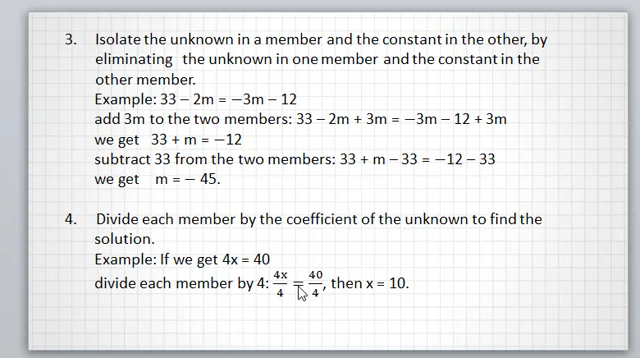 3. Isolate the unknown in a member and the constant in the other, by
eliminating the unknown in one member and the constant in the
other member.
Example: 33 – 2m = −3m – 12
add 3m to the two members: 33 – 2m + 3m = −3m – 12 + 3m
we get 33 + m = −12
subtract 33 from the two members: 33 + m – 33 = −12 – 33
we get m = – 45.
4. Divide each member by the coefficient of the unknown to find the
solution.
Example: If we get 4x = 40
divide each member by 4: 4x/4 = 40/4, then x = 10.